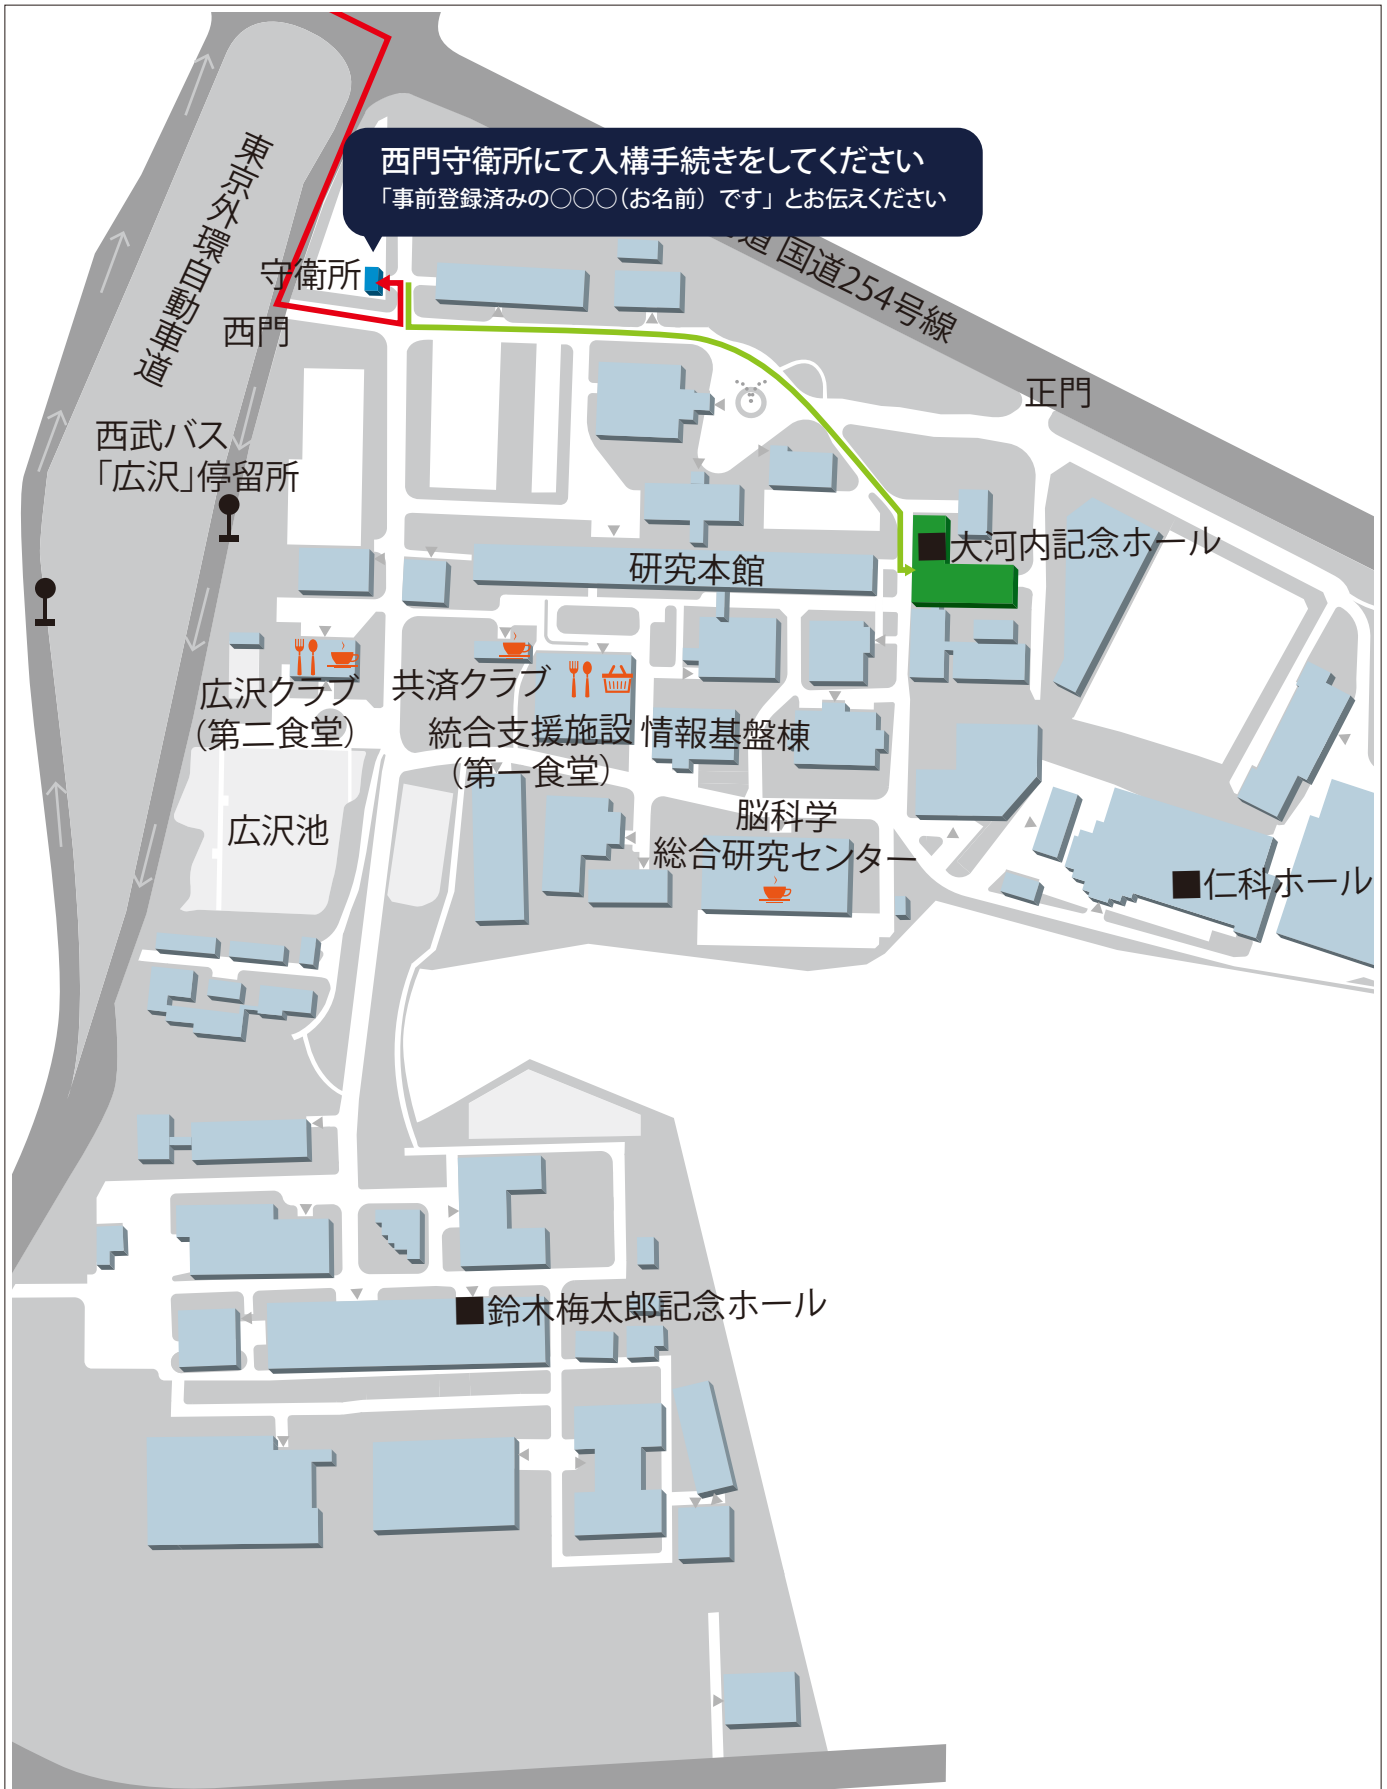 西門守衛所にて入構手続きをしてください
「事前登録済みの○○○(お名前)です」とお伝えください
東京外環自動車道
道 国道254号線
守衛所
西門
正門
西武バス
「広沢」停留所
■大河内記念ホール
研究本館
広沢クラブ
(第二食堂)
共済クラブ
統合支援施設
(第一食堂)
情報基盤棟
広沢池
脳科学
総合研究センター
■仁科ホール
■鈴木梅太郎記念ホール